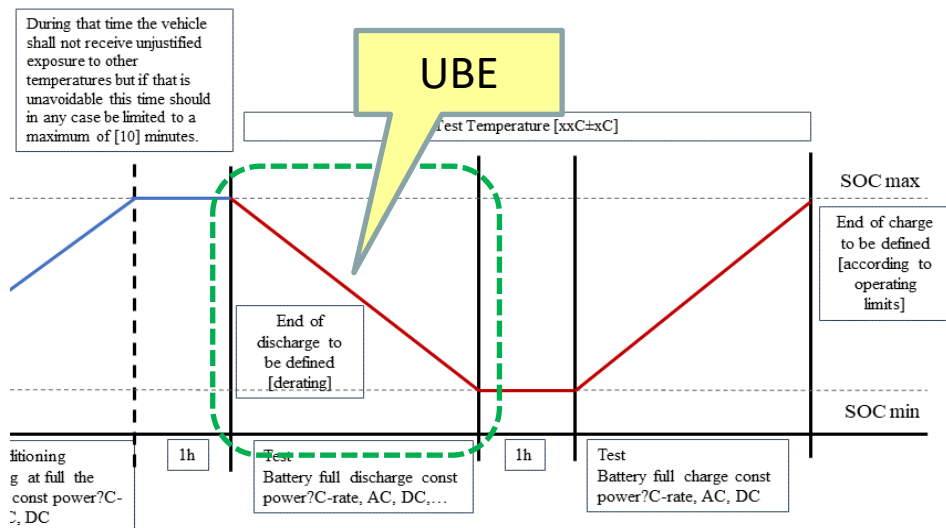 During that time the vehicle
shall not receive unjustified
exposure to other
temperatures but if that is
unavoidable this time should
in any case be limited to a
maximum of [10] minutes.
UBE
Test Temperature [xxC±xC]
SOC max
End of charge
to be defined
[according to
operating
limits]
End of
discharge to
be defined
[derating]
SOC min
ditioning
g at full the
const power?C-
C, DC
1h
Test
Battery full discharge const
power?C-rate, AC, DC,…
1h
Test
Battery full charge const
power?C-rate, AC, DC